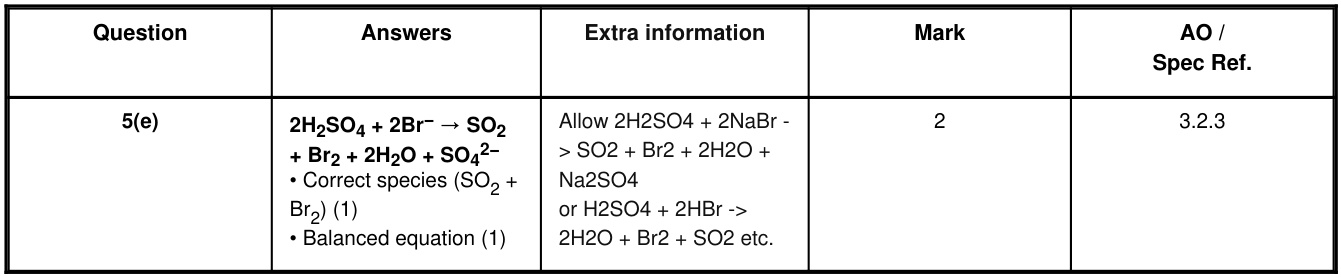 Question
Answers
Extra information
Mark
AO /
Spec Ref.
5(e)
2H₂SO₄ + 2Br⁻ → SO₂
+ Br₂ + 2H₂O + SO₄²⁻
• Correct species (SO₂ +
Br₂) (1)
• Balanced equation (1)
Allow 2H2SO4 + 2NaBr -
> SO2 + Br2 + 2H2O +
Na2SO4
or H2SO4 + 2HBr ->
2H2O + Br2 + SO2 etc.
2
3.2.3